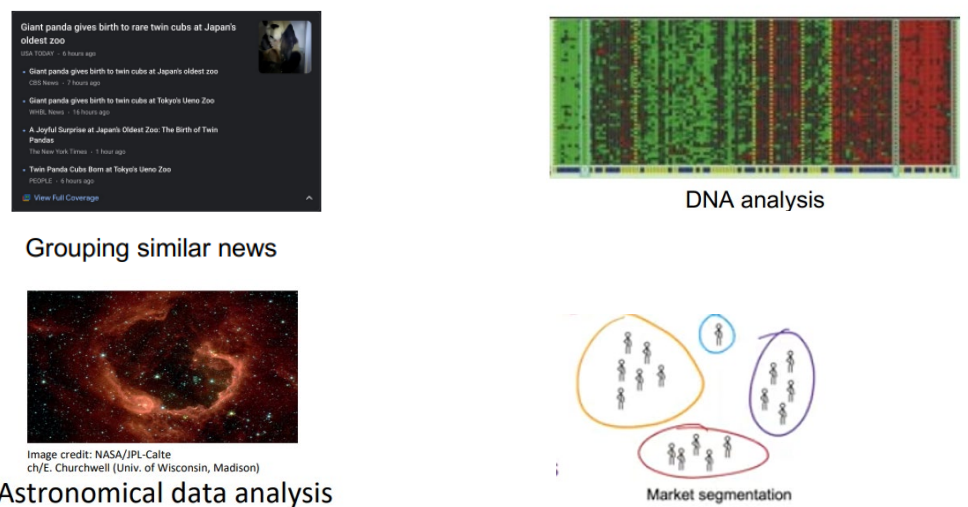 Giant panda gives birth to rare twin cubs at Japan's
oldest zoo
USA TODAY - 6 hours ago
• Giant panda gives birth to twin cubs at Japan's oldest zoo
CBS News - 7 hours ago
• Giant panda gives birth to twin cubs at Tokyo's Ueno Zoo
WHBL News - 16 hours ago
• A Joyful Surprise at Japan's Oldest Zoo: The Birth of Twin
Pandas
The New York Times - 1 hour ago
• Twin Panda Cubs Born at Tokyo's Ueno Zoo
PEOPLE - 6 hours ago
View Full Coverage
Grouping similar news
DNA analysis
Image credit: NASA/JPL-Calte
ch/E. Churchwell (Univ. of Wisconsin, Madison)
Astronomical data analysis
Market segmentation